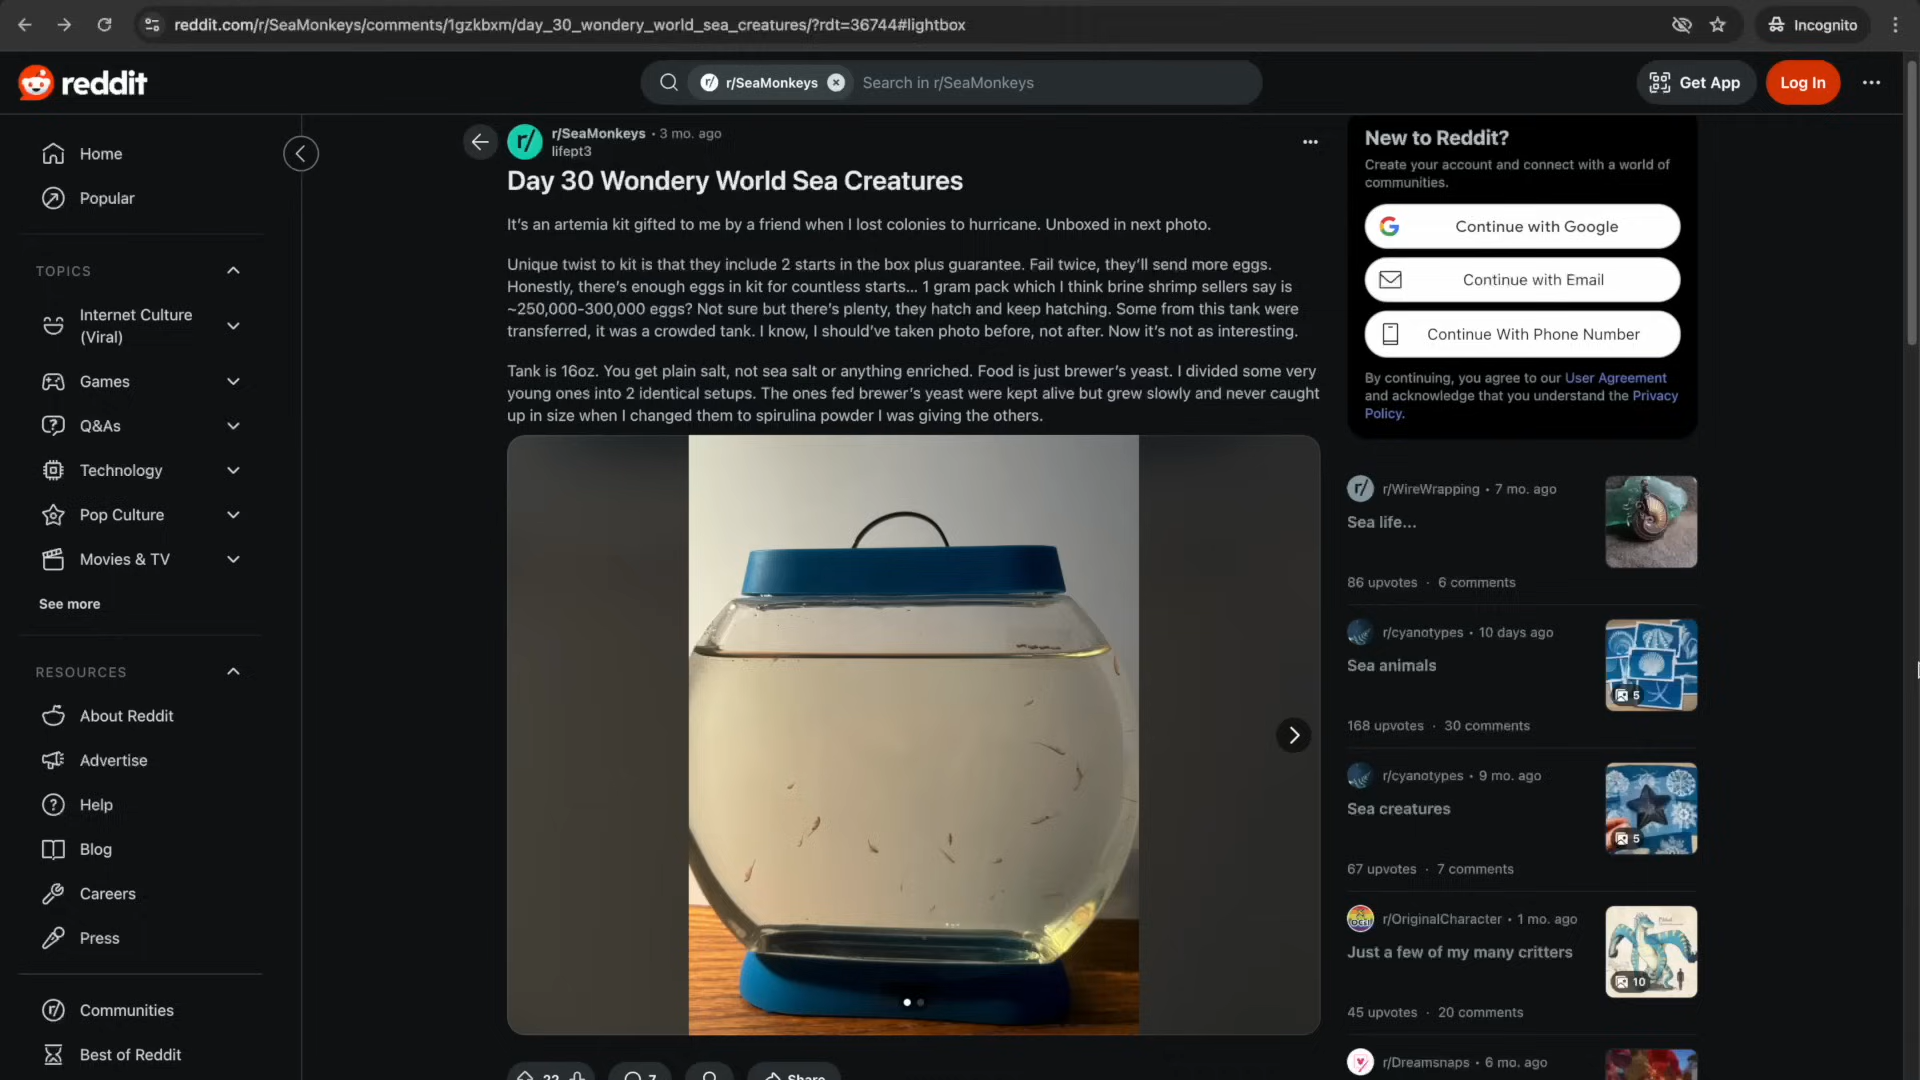 reddit.com/r/SeaMonkeys/comments/1gzkbxm/day_30_wondery_world_sea_creatures/?rdt=36744#lightbox
Incognito
reddit
r/SeaMonkeys
Search in r/SeaMonkeys
Get App
Log In
Home
Popular
TOPICS
Internet Culture
(Viral)
Games
Q&As
Technology
Pop Culture
Movies & TV
See more
RESOURCES
About Reddit
Advertise
Help
Blog
Careers
Press
Communities
Best of Reddit
r/
r/SeaMonkeys • 3 mo. ago
lifept3
Day 30 Wondery World Sea Creatures
It's an artemia kit gifted to me by a friend when I lost colonies to hurricane. Unboxed in next photo.
Unique twist to kit is that they include 2 starts in the box plus guarantee. Fail twice, they'll send more eggs.
Honestly, there's enough eggs in kit for countless starts... 1 gram pack which I think brine shrimp sellers say is
~250,000-300,000 eggs? Not sure but there's plenty, they hatch and keep hatching. Some from this tank were
transferred, it was a crowded tank. I know, I should've taken photo before, not after. Now it's not as interesting.
Tank is 16oz. You get plain salt, not sea salt or anything enriched. Food is just brewer's yeast. I divided some very
young ones into 2 identical setups. The ones fed brewer's yeast were kept alive but grew slowly and never caught
up in size when I changed them to spirulina powder I was giving the others.
22
7
Share
New to Reddit?
Create your account and connect with a world of
communities.
Continue with Google
Continue with Email
Continue With Phone Number
By continuing, you agree to our User Agreement
and acknowledge that you understand the Privacy
Policy.
r/ r/WireWrapping • 7 mo. ago
Sea life...
86 upvotes · 6 comments
r/cyanotypes • 10 days ago
Sea animals
5
168 upvotes · 30 comments
r/cyanotypes • 9 mo. ago
Sea creatures
5
67 upvotes · 7 comments
r/OriginalCharacter • 1 mo. ago
Just a few of my many critters
10
45 upvotes · 20 comments
r/Dreamsnaps • 6 mo. ago